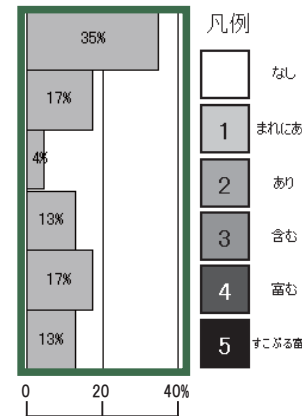 凡例
35%
17%
4%
13%
17%
13%
0 20 40%
なし
1 まれにあ
2 あり
3 含む
4 富む
5 すこぶる富